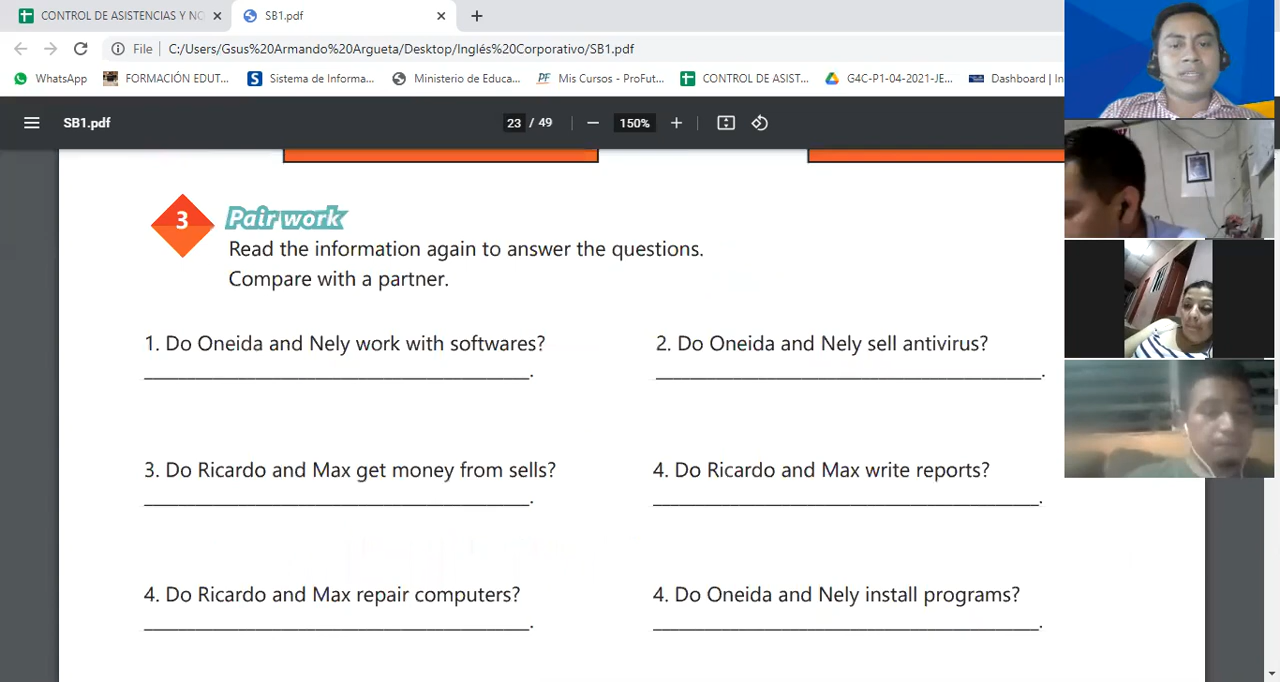 CONTROL DE ASISTENCIAS Y NO
SB1.pdf
File
C:/Users/Gsus%20Armando%20Argueta/Desktop/Inglés%20Corporativo/SB1.pdf
WhatsApp
FORMACIÓN EDUT...
Sistema de Informa...
Ministerio de Educa...
PF Mis Cursos - ProFut...
CONTROL DE ASIST...
G4C-P1-04-2021-JE...
Dashboard | In
SB1.pdf
23 / 49
150%
3
Pair work
Read the information again to answer the questions.
Compare with a partner.
1. Do Oneida and Nely work with softwares?
2. Do Oneida and Nely sell antivirus?
3. Do Ricardo and Max get money from sells?
4. Do Ricardo and Max write reports?
4. Do Ricardo and Max repair computers?
4. Do Oneida and Nely install programs?